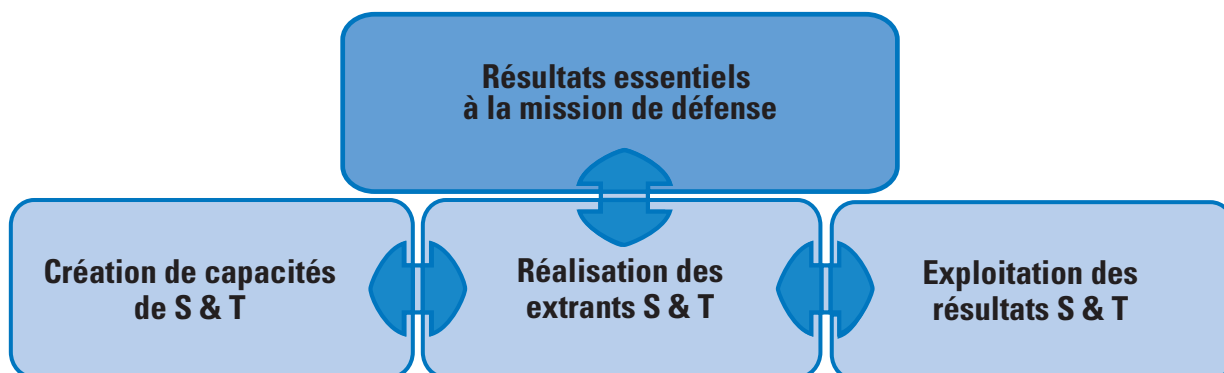 Résultats essentiels
à la mission de défense
Création de capacités
de S & T
Réalisation des
extrants S & T
Exploitation des
résultats S & T